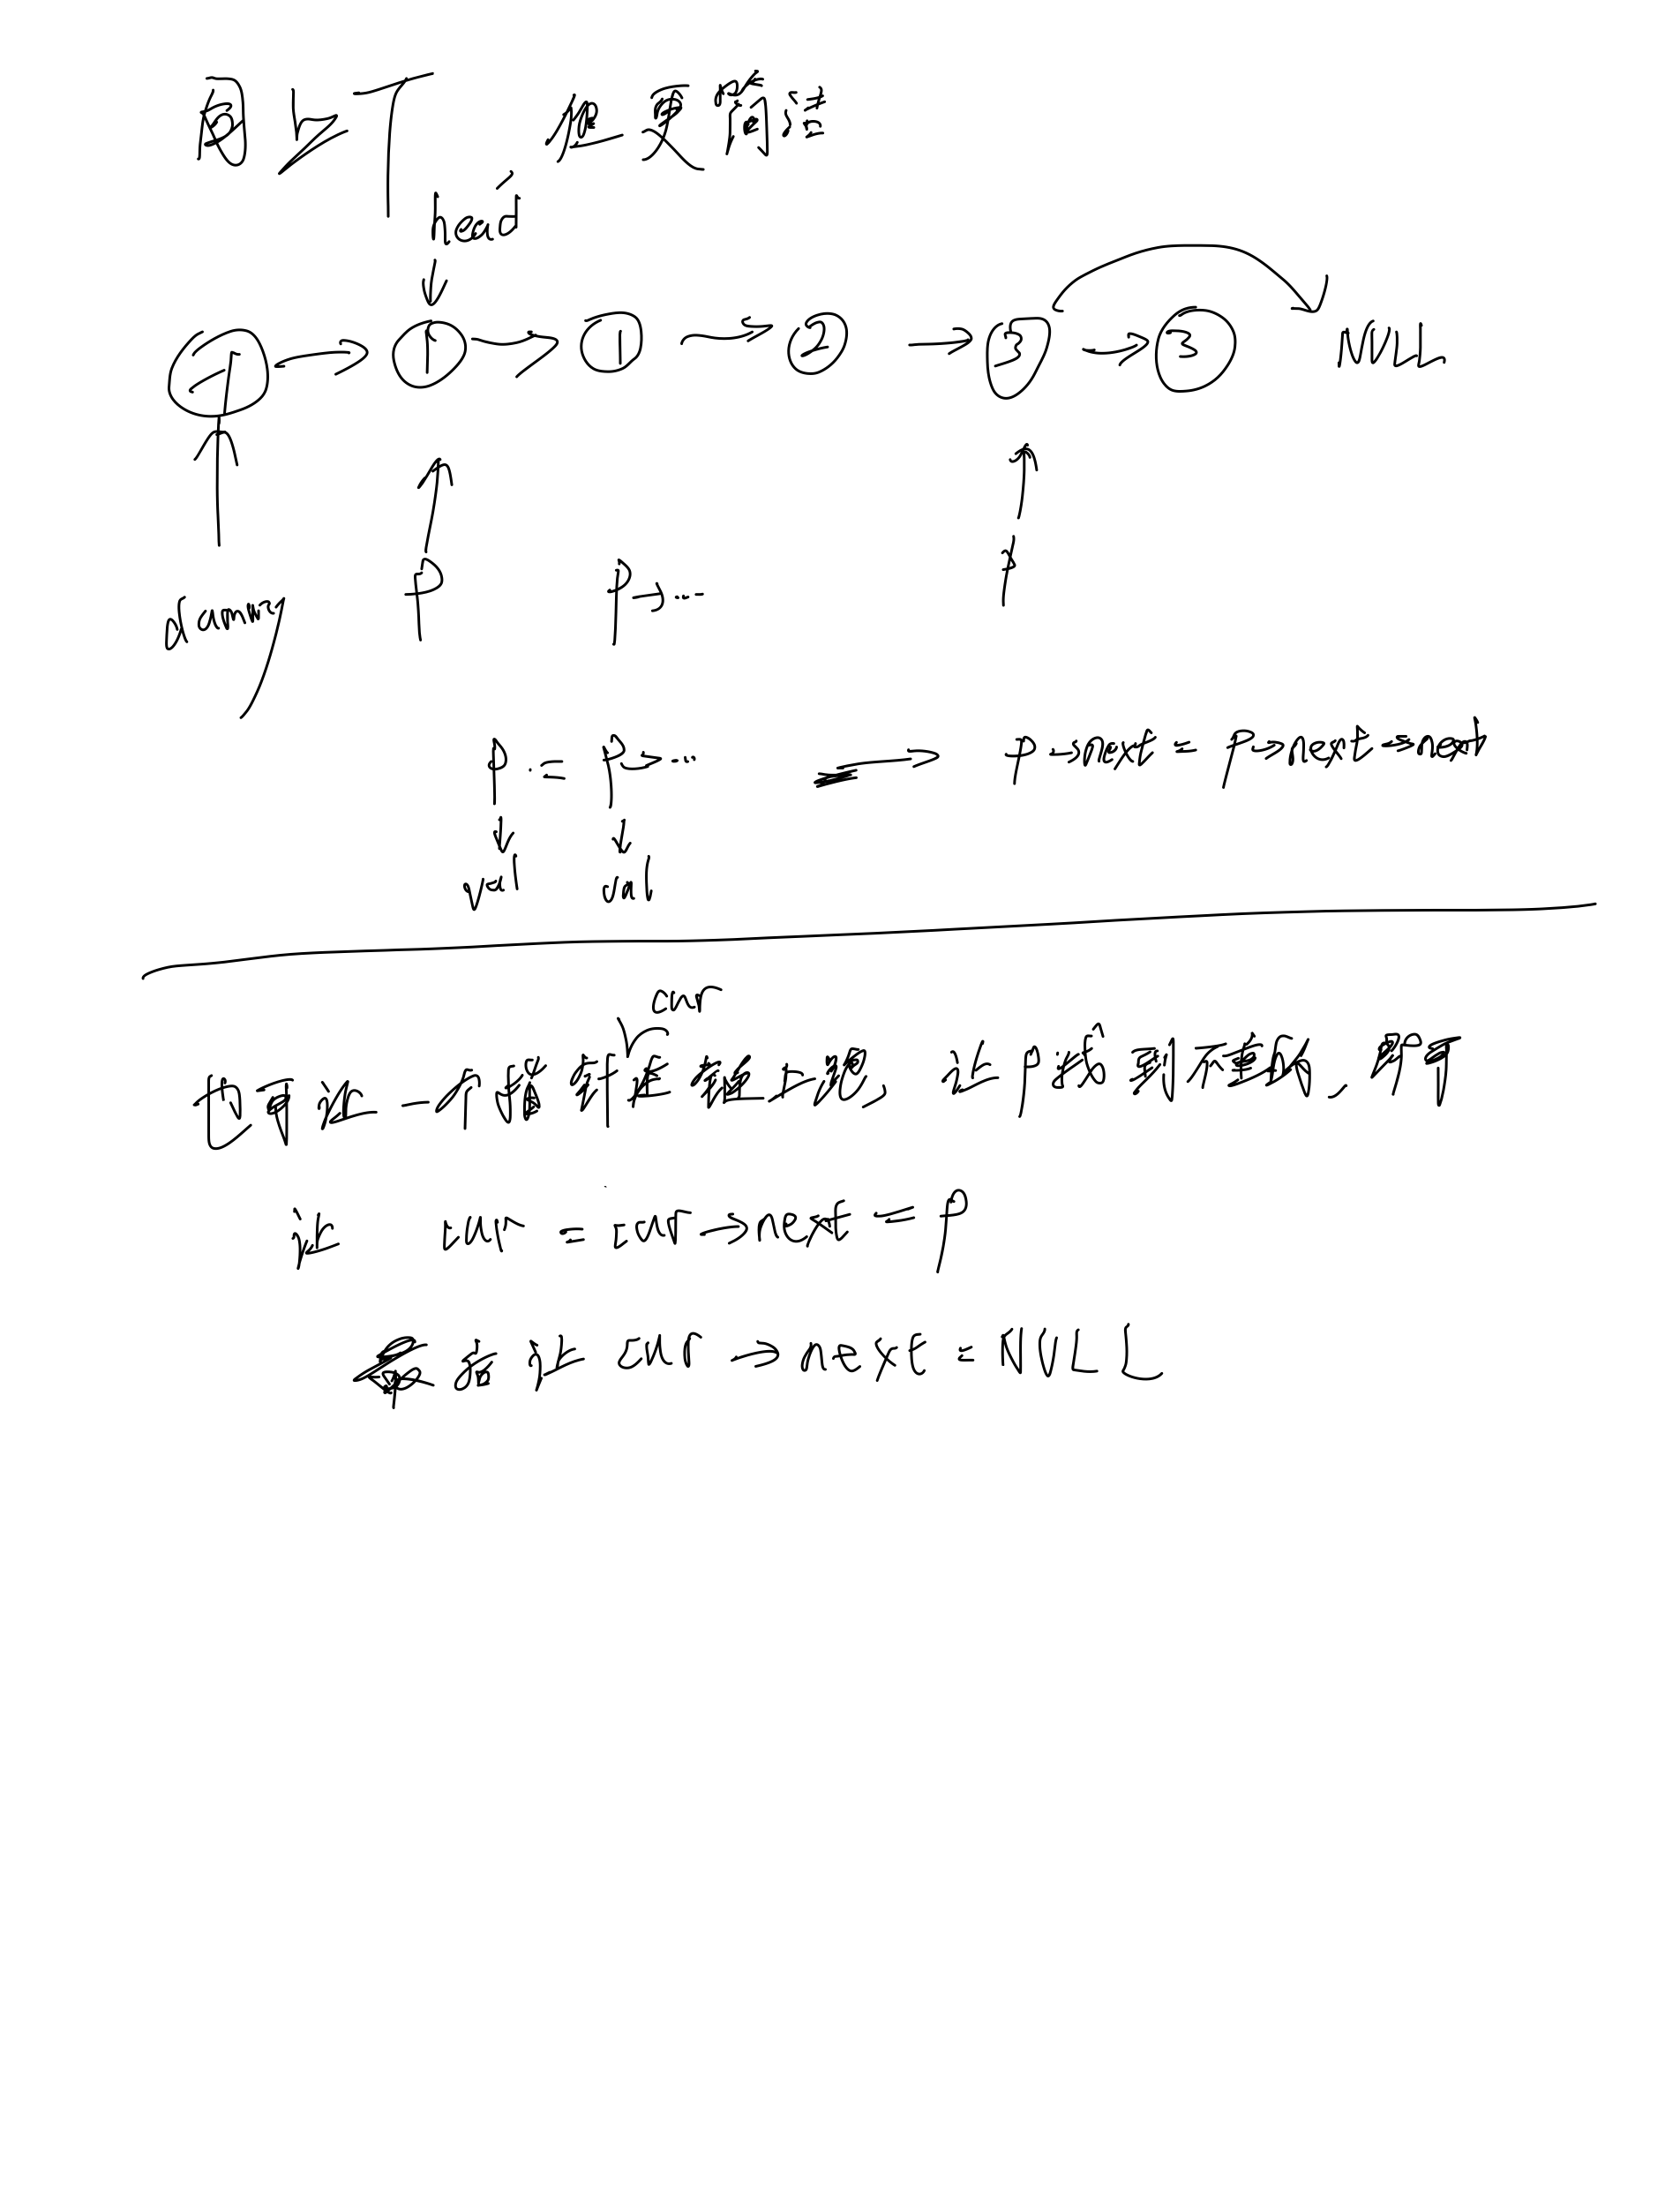 同上 但更简洁
head
-1 → 1 → 1 → 2 → 3 → 3 NULL
p p→… p
dummy
p == p→… → p→next = p→next→next
val val
cur
也可让一个指针在链上跑, 让p找到不重的, 即可
让 cur = cur→next = p
最后让 cur→next = NULL